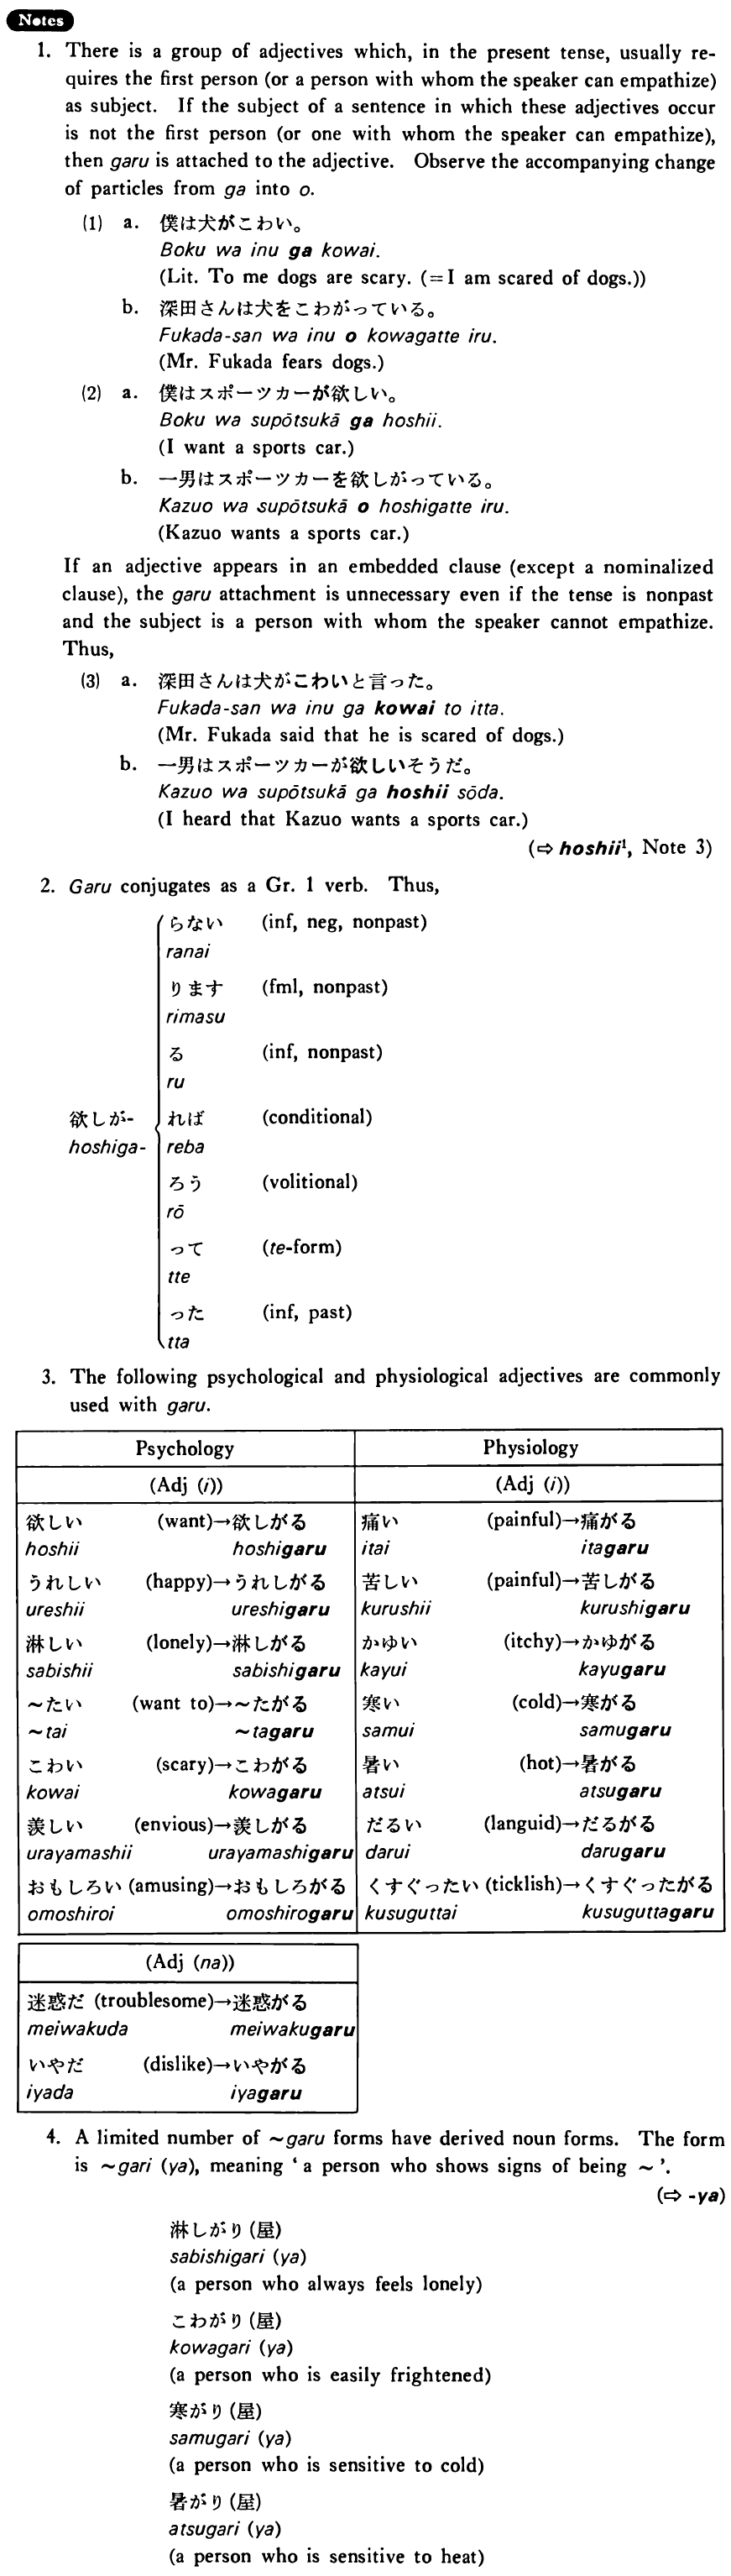 Notes
1. There is a group of adjectives which, in the present tense, usually re-
quires the first person (or a person with whom the speaker can empathize)
as subject. If the subject of a sentence in which these adjectives occur
is not the first person (or one with whom the speaker can empathize),
then garu is attached to the adjective. Observe the accompanying change
of particles from ga into o.
(1) a. 僕は犬がこわい。
Boku wa inu ga kowai.
(Lit. To me dogs are scary. (=I am scared of dogs.))
b. 深田さんは犬をこわがっている。
Fukada-san wa inu o kowagatte iru.
(Mr. Fukada fears dogs.)
(2) a. 僕はスポーツカーが欲しい。
Boku wa supōtsukā ga hoshii.
(I want a sports car.)
b. 一男はスポーツカーを欲しがっている。
Kazuo wa supōtsukā o hoshigatte iru.
(Kazuo wants a sports car.)
If an adjective appears in an embedded clause (except a nominalized
clause), the garu attachment is unnecessary even if the tense is nonpast
and the subject is a person with whom the speaker cannot empathize.
Thus,
(3) a. 深田さんは犬がこわいと言った。
Fukada-san wa inu ga kowai to itta.
(Mr. Fukada said that he is scared of dogs.)
b. 一男はスポーツカーが欲しいそうだ。
Kazuo wa supōtsukā ga hoshii sōda.
(I heard that Kazuo wants a sports car.)
(⇨ hoshii¹, Note 3)
2. Garu conjugates as a Gr. 1 verb. Thus,
らない (inf, neg, nonpast)
ranai
ります (fml, nonpast)
rimasu
る (inf, nonpast)
ru
欲しが- れば (conditional)
hoshiga- reba
ろう (volitional)
rō
って (te-form)
tte
った (inf, past)
tta
3. The following psychological and physiological adjectives are commonly
used with garu.
Psychology Physiology
(Adj (i)) (Adj (i))
欲しい (want)→欲しがる 痛い (painful)→痛がる
hoshii hoshigaru itai itagaru
うれしい (happy)→うれしがる 苦しい (painful)→苦しがる
ureshii ureshigaru kurushii kurushigaru
淋しい (lonely)→淋しがる かゆい (itchy)→かゆがる
sabishii sabishigaru kayui kayugaru
～たい (want to)→～たがる 寒い (cold)→寒がる
~tai ~tagaru samui samugaru
こわい (scary)→こわがる 暑い (hot)→暑がる
kowai kowagaru atsui atsugaru
羨しい (envious)→羨しがる だるい (languid)→だるがる
urayamashii urayamashigaru darui darugaru
おもしろい (amusing)→おもしろがる くすぐったい (ticklish)→くすぐったがる
omoshiroi omoshirogaru kusuguttai kusuguttagaru
(Adj (na))
迷惑だ (troublesome)→迷惑がる
meiwakuda meiwakugaru
いやだ (dislike)→いやがる
iyada iyagaru
4. A limited number of ~garu forms have derived noun forms. The form
is ~gari (ya), meaning ‘a person who shows signs of being ~’.
(⇨ -ya)
淋しがり(屋)
sabishigari (ya)
(a person who always feels lonely)
こわがり(屋)
kowagari (ya)
(a person who is easily frightened)
寒がり(屋)
samugari (ya)
(a person who is sensitive to cold)
暑がり(屋)
atsugari (ya)
(a person who is sensitive to heat)